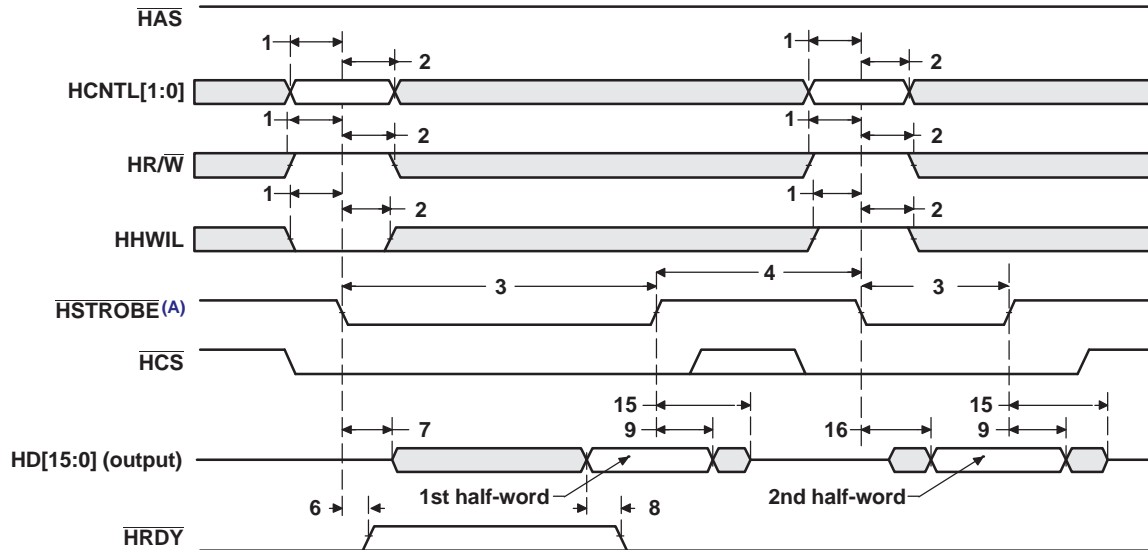 HAS
1
2
1
2
HCNTL[1:0]
1
2
1
2
HR/W
1
2
1
2
HHWIL
3
4
3
HSTROBE(A)
HCS
15
15
7
9
16
9
HD[15:0] (output)
1st half-word
2nd half-word
6
8
HRDY